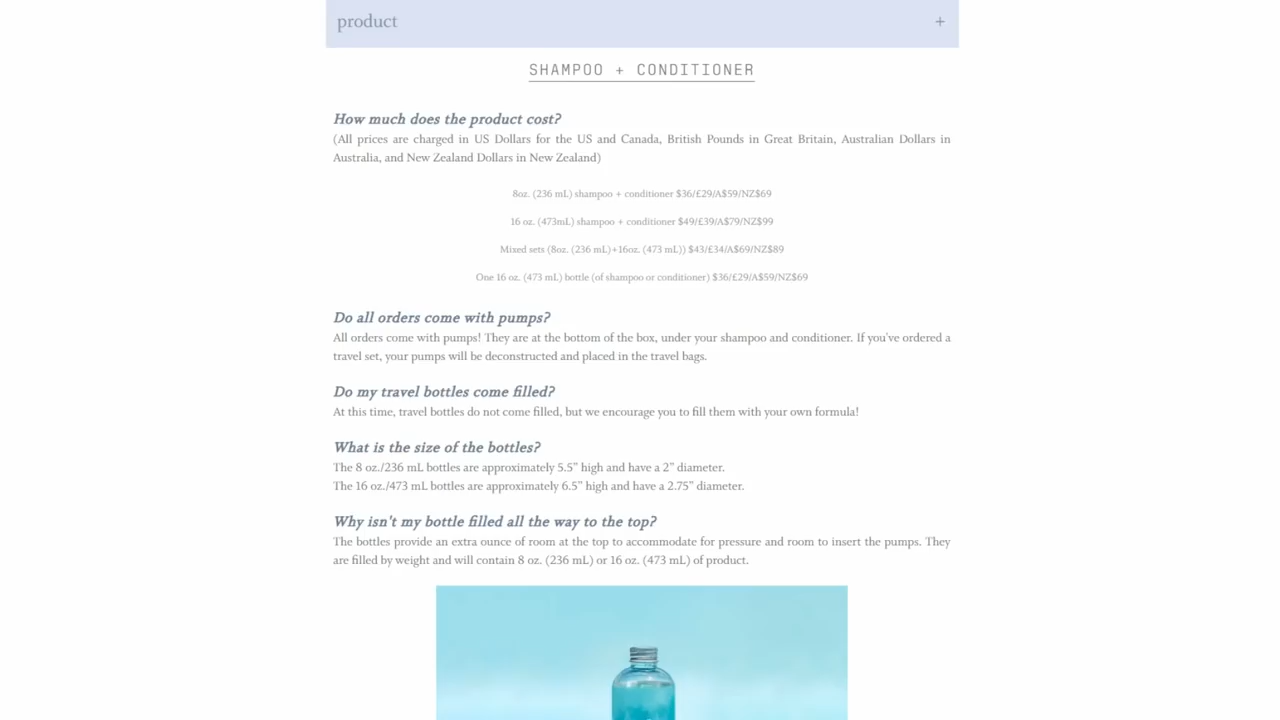 product +
SHAMPOO + CONDITIONER
How much does the product cost?
(All prices are charged in US Dollars for the US and Canada, British Pounds in Great Britain, Australian Dollars in
Australia, and New Zealand Dollars in New Zealand)
8oz. (236 mL) shampoo + conditioner $36/£29/A$59/NZ$69
16 oz. (473mL) shampoo + conditioner $49/£39/A$79/NZ$99
Mixed sets (8oz. (236 mL)+16oz. (473 mL)) $43/£34/A$69/NZ$89
One 16 oz. (473 mL) bottle (of shampoo or conditioner) $36/£29/A$59/NZ$69
Do all orders come with pumps?
All orders come with pumps! They are at the bottom of the box, under your shampoo and conditioner. If you've ordered a
travel set, your pumps will be deconstructed and placed in the travel bags.
Do my travel bottles come filled?
At this time, travel bottles do not come filled, but we encourage you to fill them with your own formula!
What is the size of the bottles?
The 8 oz./236 mL bottles are approximately 5.5” high and have a 2” diameter.
The 16 oz./473 mL bottles are approximately 6.5” high and have a 2.75” diameter.
Why isn't my bottle filled all the way to the top?
The bottles provide an extra ounce of room at the top to accommodate for pressure and room to insert the pumps. They
are filled by weight and will contain 8 oz. (236 mL) or 16 oz. (473 mL) of product.